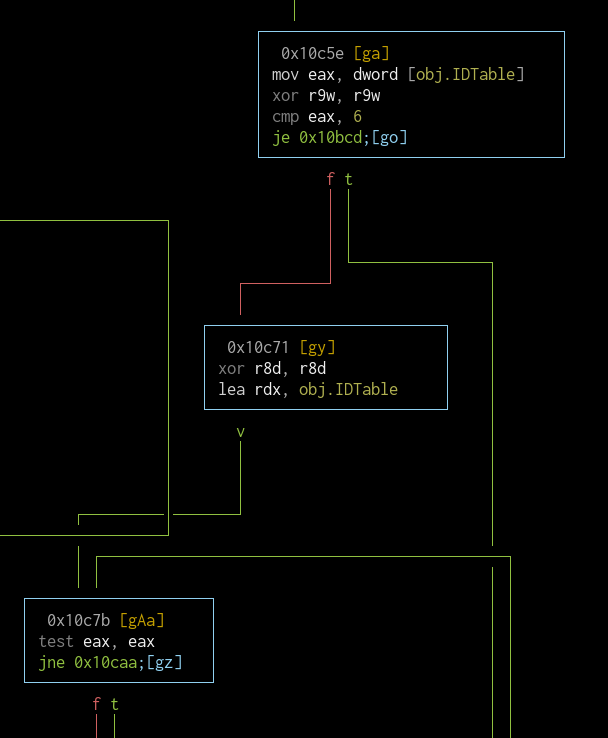 0x10c5e [ga]
mov eax, dword [obj.IDTable]
xor r9w, r9w
cmp eax, 6
je 0x10bcd;[go]
f t
0x10c71 [gy]
xor r8d, r8d
lea rdx, obj.IDTable
v
0x10c7b [gAa]
test eax, eax
jne 0x10caa;[gz]
f t